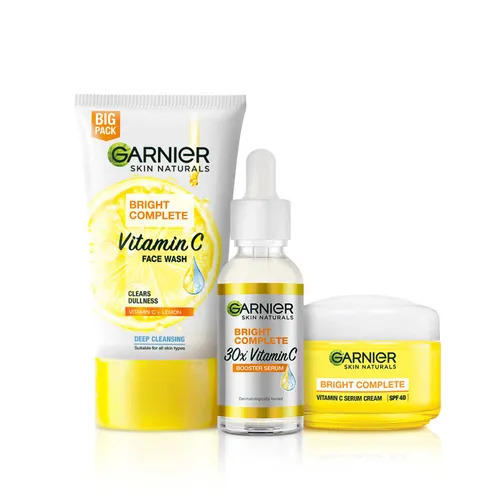 BIG
PACK
GARNIER
SKIN NATURALS
BRIGHT
COMPLETE
Vitamin C
FACE WASH
CLEARS
DULLNESS
VITAMIN C + LEMON
DEEP CLEANSING
Suitable for all skin types
GARNIER
SKIN NATURALS
BRIGHT
COMPLETE
30x Vitamin C
BOOSTER SERUM
Dermatologically tested
GARNIER
SKIN NATURALS
BRIGHT COMPLETE
VITAMIN C SERUM CREAM SPF 40